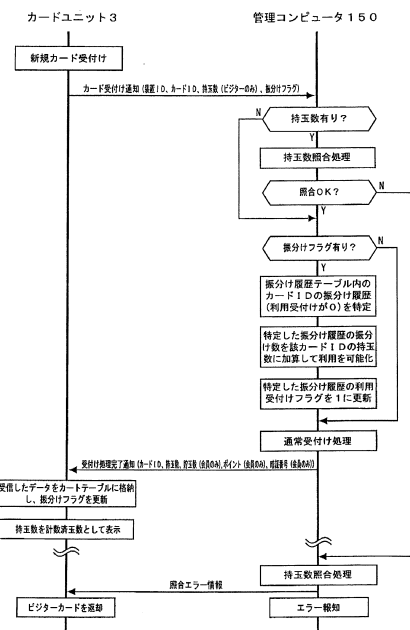 カードユニット３
管理コンピュータ１５０
新規カード受付け
カード受付け通知（装置ＩＤ、カードＩＤ、持玉数（ビジターのみ）、振分けフラグ）
持玉数有り？
N
Y
持玉数照合処理
照合ＯＫ？
N
Y
振分けフラグ有り？
N
Y
振分け履歴テーブル内の
カードＩＤの振分け履歴
（利用受付けが０）を特定
特定した振分け履歴の振分
け数を該カードＩＤの持玉
数に加算して利用を可能化
特定した振分け履歴の利用
受付けフラグを１に更新
通常受付け処理
受付け処理完了通知（カードＩＤ、持玉数、貯玉数（会員のみ）、ポイント（会員のみ）、暗証番号（会員のみ））
受信したデータをカートテーブルに格納
し、振分けフラグを更新
持玉数を計数済玉数として表示
持玉数照合処理
照合エラー情報
ビジターカードを返却
エラー報知